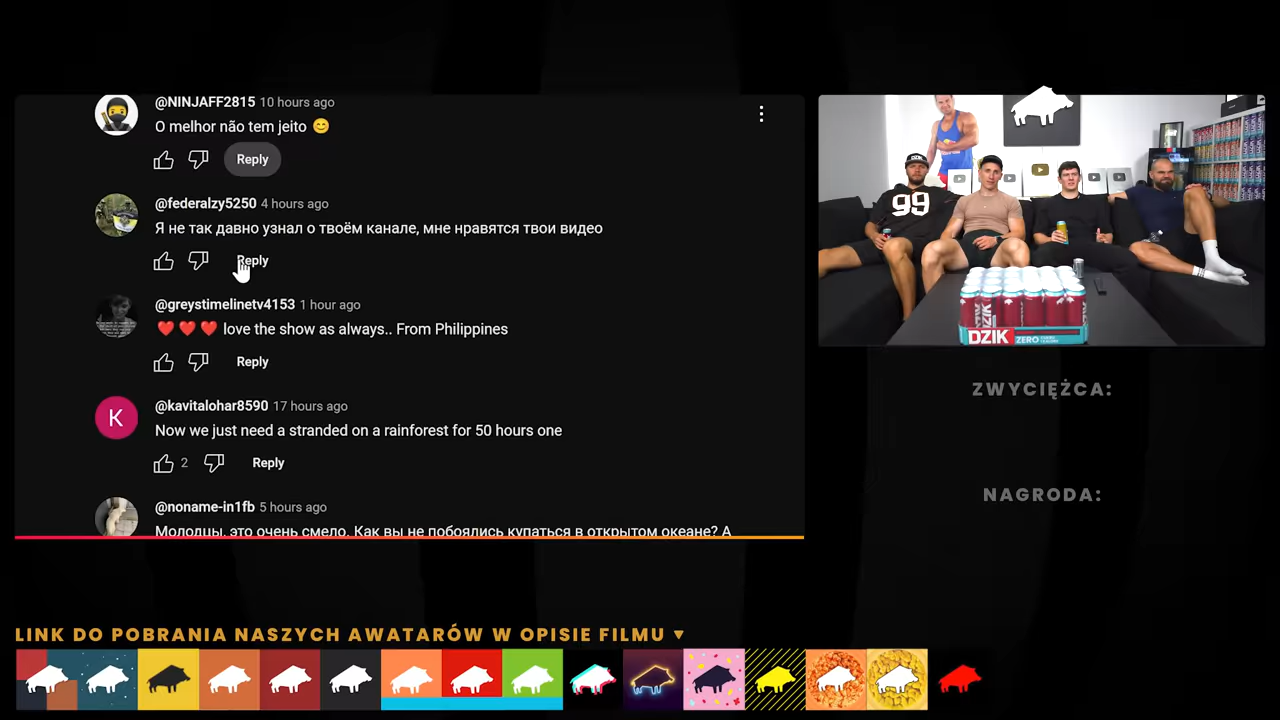 @NINJAFF2815 10 hours ago
O melhor não tem jeito 😊
Reply
@federalzy5250 4 hours ago
Я не так давно узнал о твоём канале, мне нравятся твои видео
Reply
@greystimelinetv4153 1 hour ago
❤️❤️❤️ love the show as always.. From Philippines
Reply
@kavitalohar8590 17 hours ago
K
Now we just need a stranded on a rainforest for 50 hours one
2 Reply
@noname-in1fb 5 hours ago
Молодцы, это очень смело. Как вы не побоялись купаться в открытом океане? А
99
DZIK ZERO
ZWYCIĘŻCA:
NAGRODA:
LINK DO POBRANIA NASZYCH AWATARÓW W OPISIE FILMU ▼